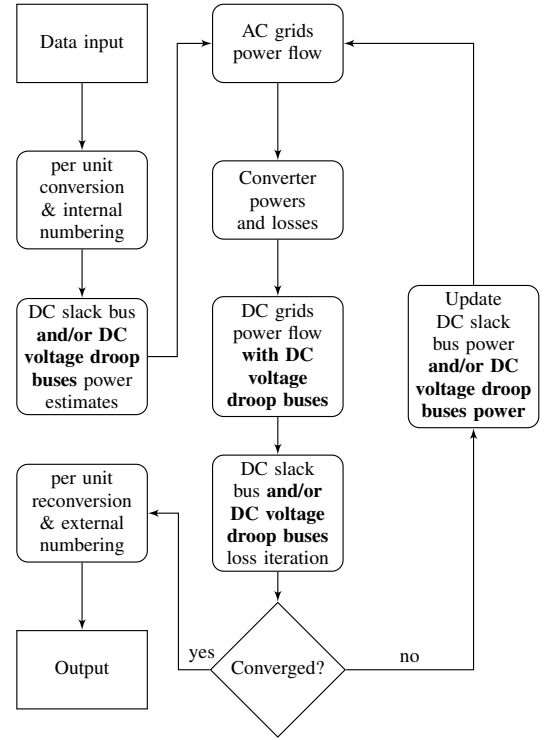 Data input
per unit
conversion
& internal
numbering
DC slack bus
and/or DC
voltage droop
buses power
estimates
AC grids
power flow
Converter
powers
and losses
DC grids
power flow
with DC
voltage
droop buses
DC slack
bus and/or
DC voltage
droop buses
loss iteration
Converged?
yes
no
Update
DC slack
bus power
and/or DC
voltage droop
buses power
per unit
reconversion
& external
numbering
Output